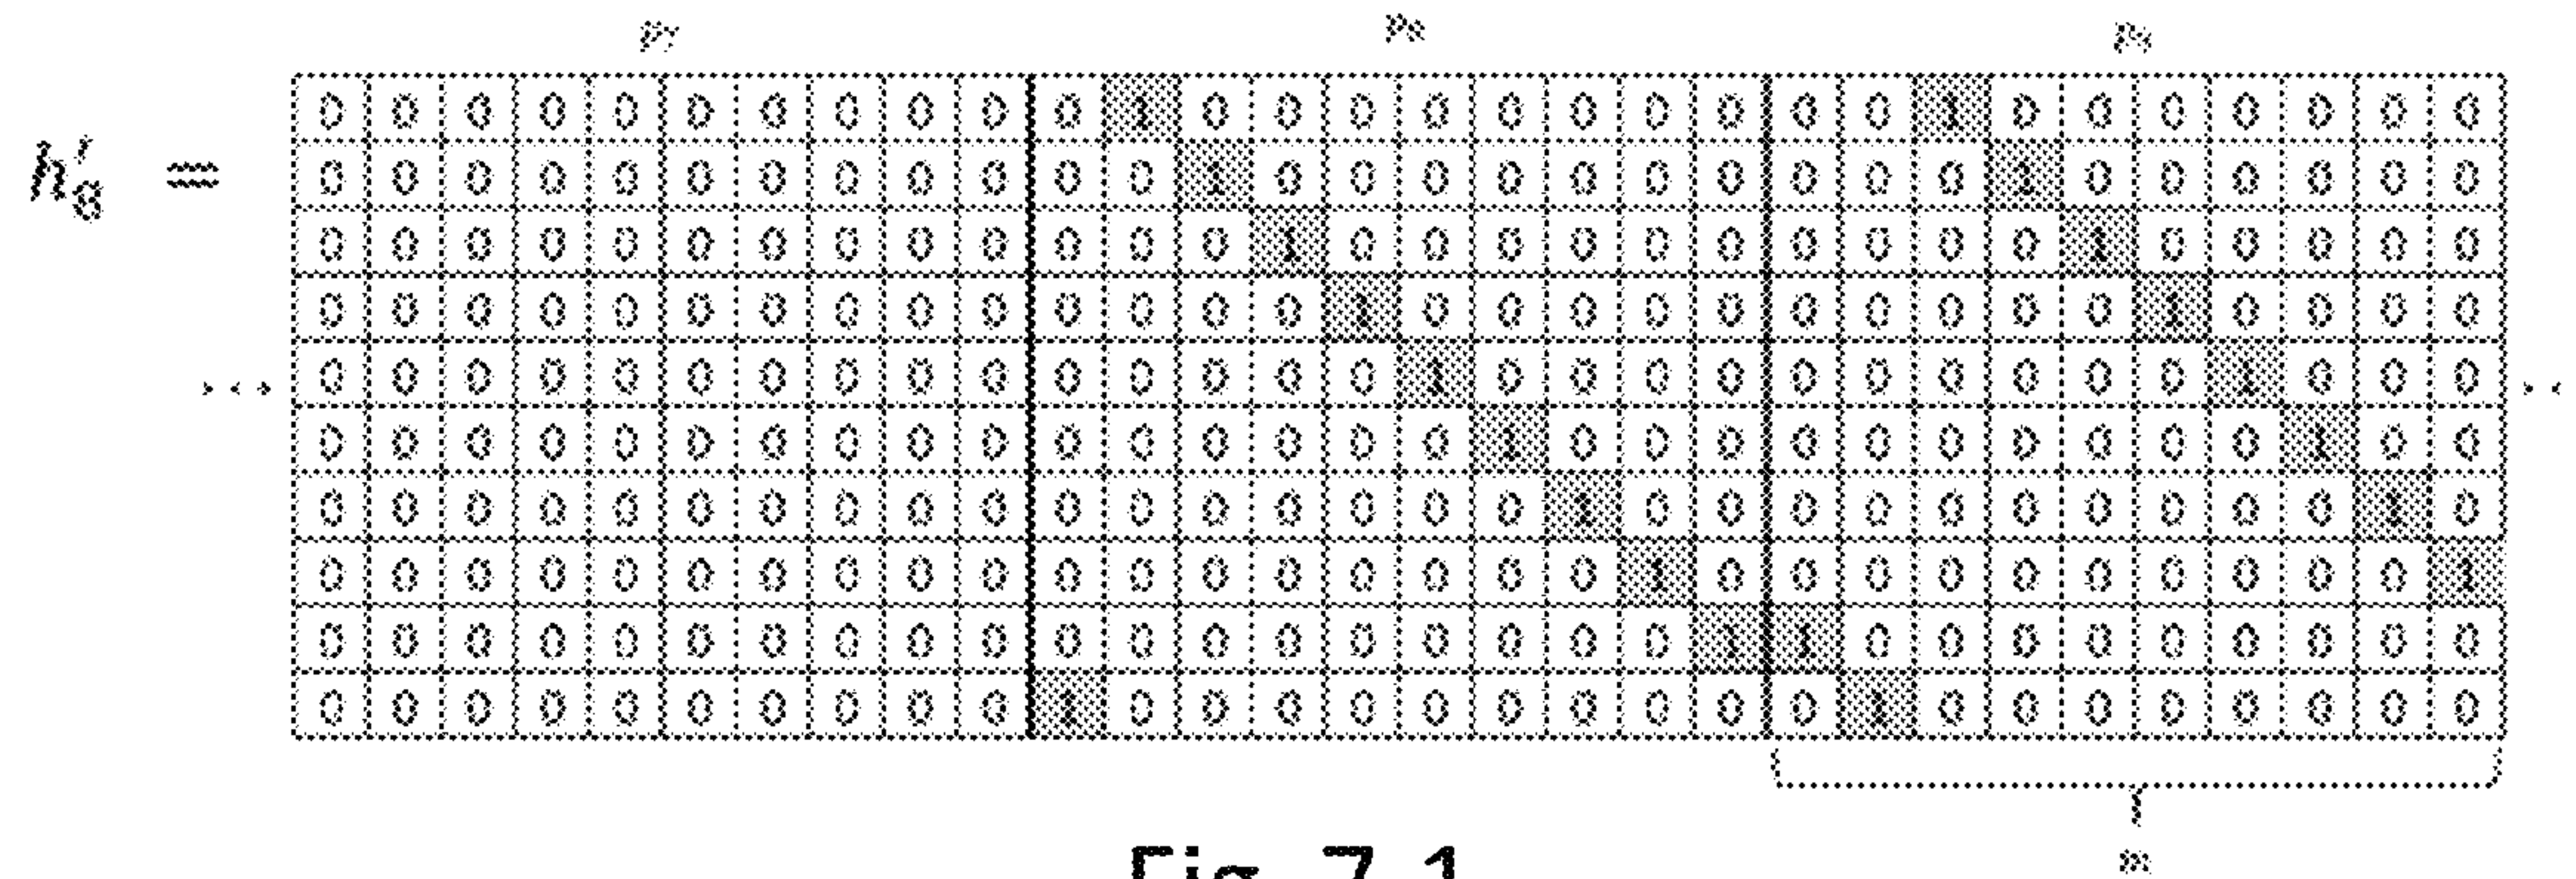 p₇ p₈ p₉
0 0 0 0 0 0 0 0 0 0 0 1 0 0 0 0 0 0 0 0 0 0 1 0 0 0 0 0 0 0
h′₈ = 0 0 0 0 0 0 0 0 0 0 0 0 1 0 0 0 0 0 0 0 0 0 0 1 0 0 0 0 0 0
0 0 0 0 0 0 0 0 0 0 0 0 0 1 0 0 0 0 0 0 0 0 0 0 1 0 0 0 0 0
0 0 0 0 0 0 0 0 0 0 0 0 0 0 1 0 0 0 0 0 0 0 0 0 0 1 0 0 0 0
... 0 0 0 0 0 0 0 0 0 0 0 0 0 0 0 1 0 0 0 0 0 0 0 0 0 0 1 0 0 0 ..
0 0 0 0 0 0 0 0 0 0 0 0 0 0 0 0 1 0 0 0 0 0 0 0 0 0 0 1 0 0
0 0 0 0 0 0 0 0 0 0 0 0 0 0 0 0 0 1 0 0 0 0 0 0 0 0 0 0 1 0
0 0 0 0 0 0 0 0 0 0 0 0 0 0 0 0 0 0 1 0 0 0 0 0 0 0 0 0 0 1
0 0 0 0 0 0 0 0 0 0 0 0 0 0 0 0 0 0 0 1 1 0 0 0 0 0 0 0 0 0
0 0 0 0 0 0 0 0 0 0 1 0 0 0 0 0 0 0 0 0 0 1 0 0 0 0 0 0 0 0
m
Fig 7.1